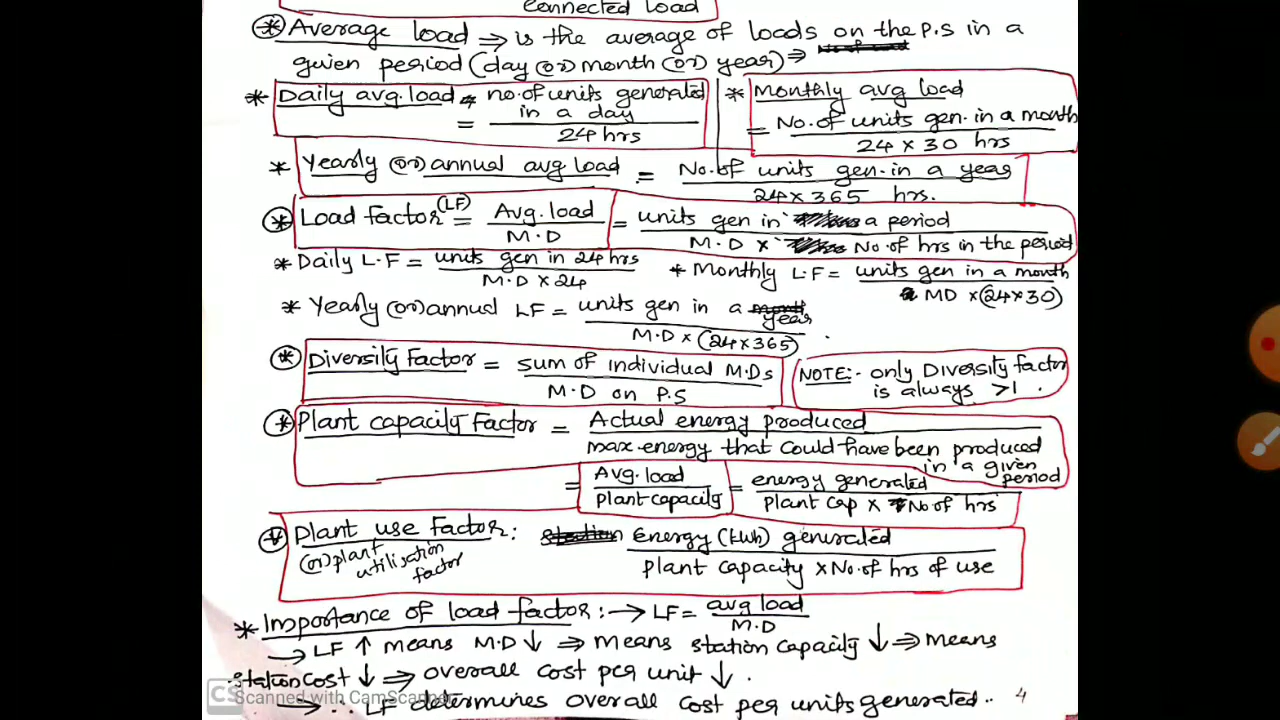 Connected Load
* Average load ⇒ is the average of loads on the P.S in a
given period (day (or) month (or) year) ⇒
* Daily avg. load = no. of units generated in a day / 24 hrs
* Monthly avg load = No. of units gen. in a month / 24 × 30 hrs
* Yearly (or) annual avg load = No. of units gen. in a year / 24 × 365 hrs.
* Load factor (LF) = Avg. load / M.D = units gen in a period / M.D × No of hrs in the period
* Daily L.F = units gen in 24 hrs / M.D × 24
* Monthly L.F = units gen in a month / MD × (24×30)
* Yearly (or) annual LF = units gen in a year / M.D × (24×365)
* Diversity Factor = sum of individual M.Ds / M.D on P.S
NOTE:- only Diversity factor
is always >1.
* Plant capacity Factor = Actual energy produced / max energy that could have been produced in a given period
= Avg. load / plant capacity = energy generated / plant cap × No of hrs
* Plant use Factor: Energy (kwh) generated / plant capacity × No. of hrs of use
(or) plant
utilisation
factor
* Importance of load factor: → LF = avg load / M.D
→ LF ↑ means M.D ↓ ⇒ means station capacity ↓ ⇒ means
station cost ↓ ⇒ overall cost per unit ↓.
→ ∴ LF determines overall cost per units generated.. 4
CS Scanned with CamScanner